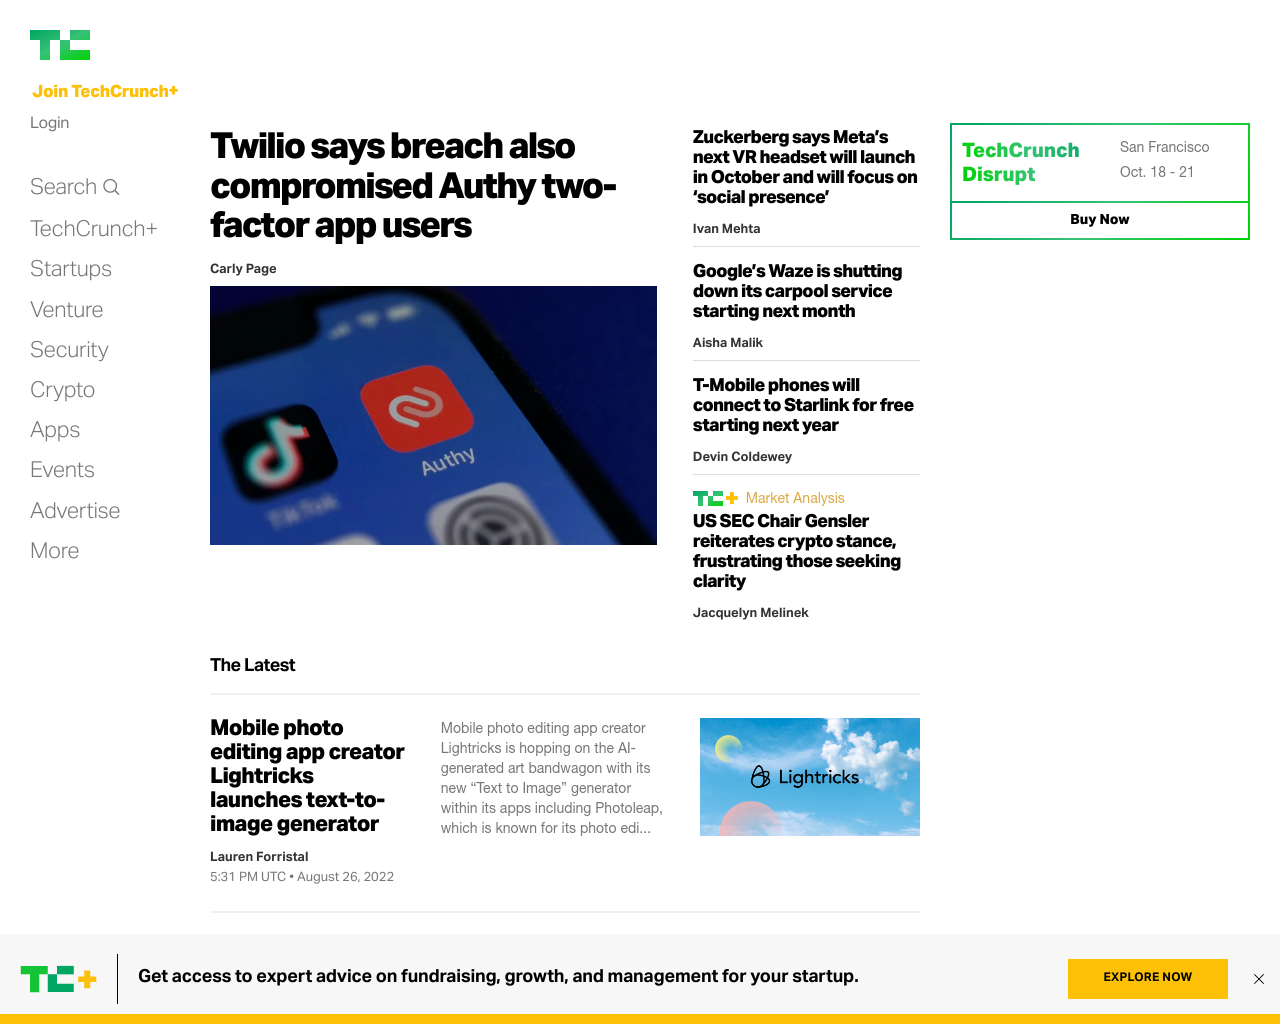 TC
Join TechCrunch+
Login
Search
TechCrunch+
Startups
Venture
Security
Crypto
Apps
Events
Advertise
More
Twilio says breach also
compromised Authy two-
factor app users
Carly Page
Authy
TikTok
Zuckerberg says Meta’s
next VR headset will launch
in October and will focus on
‘social presence’
Ivan Mehta
Google’s Waze is shutting
down its carpool service
starting next month
Aisha Malik
T-Mobile phones will
connect to Starlink for free
starting next year
Devin Coldewey
TC+ Market Analysis
US SEC Chair Gensler
reiterates crypto stance,
frustrating those seeking
clarity
Jacquelyn Melinek
TechCrunch
Disrupt
San Francisco
Oct. 18 - 21
Buy Now
The Latest
Mobile photo
editing app creator
Lightricks
launches text-to-
image generator
Lauren Forristal
5:31 PM UTC • August 26, 2022
Mobile photo editing app creator
Lightricks is hopping on the AI-
generated art bandwagon with its
new “Text to Image” generator
within its apps including Photoleap,
which is known for its photo edi...
Lightricks
TC+
Get access to expert advice on fundraising, growth, and management for your startup.
EXPLORE NOW